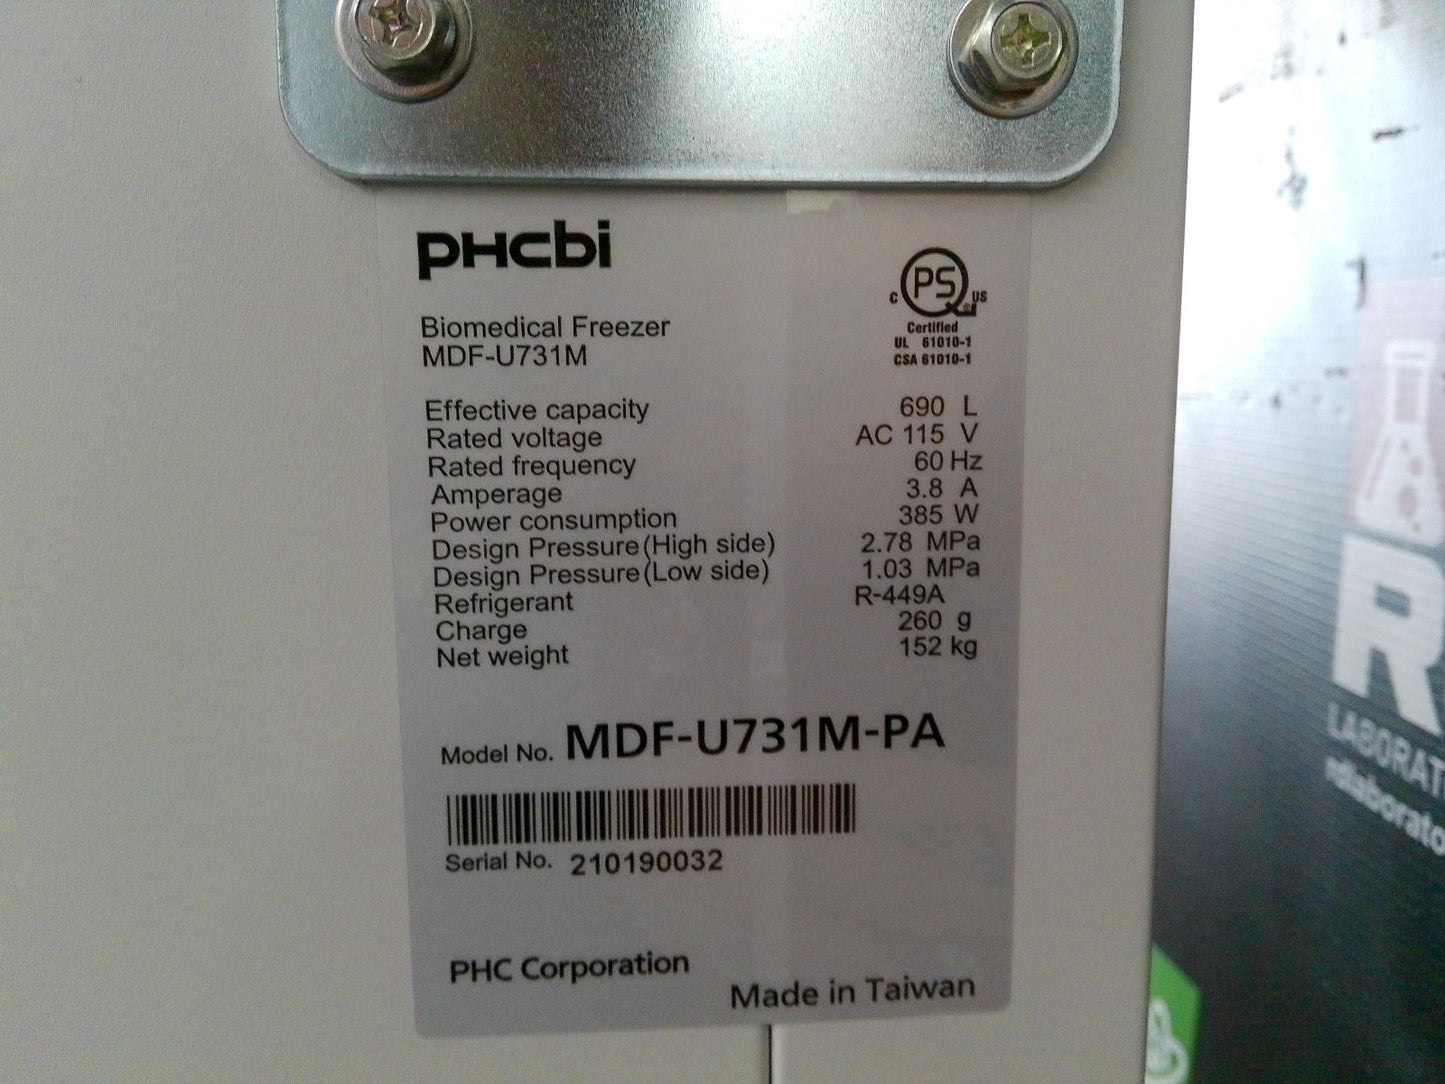 PHCbi
C PS US
Certified
UL 61010-1
CSA 61010-1
Biomedical Freezer
MDF-U731M
Effective capacity 690 L
Rated voltage AC 115 V
Rated frequency 60 Hz
Amperage 3.8 A
Power consumption 385 W
Design Pressure(High side) 2.78 MPa
Design Pressure(Low side) 1.03 MPa
Refrigerant R-449A
Charge 260 g
Net weight 152 kg
Model No. MDF-U731M-PA
Serial No. 210190032
PHC Corporation
Made in Taiwan
R
LABORAT
rdlaborato